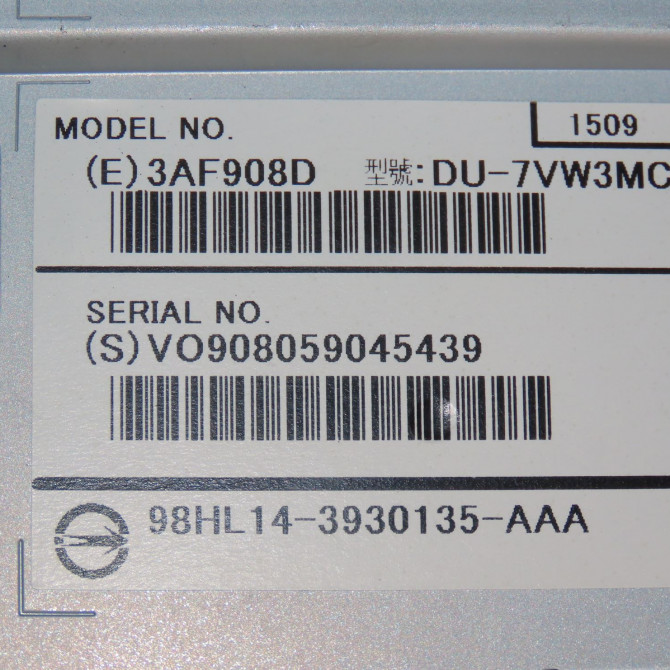 MODEL NO.
1509
(E)3AF908D 型號:DU-7VW3MC
SERIAL NO.
(S)VO908059045439
98HL14-3930135-AAA